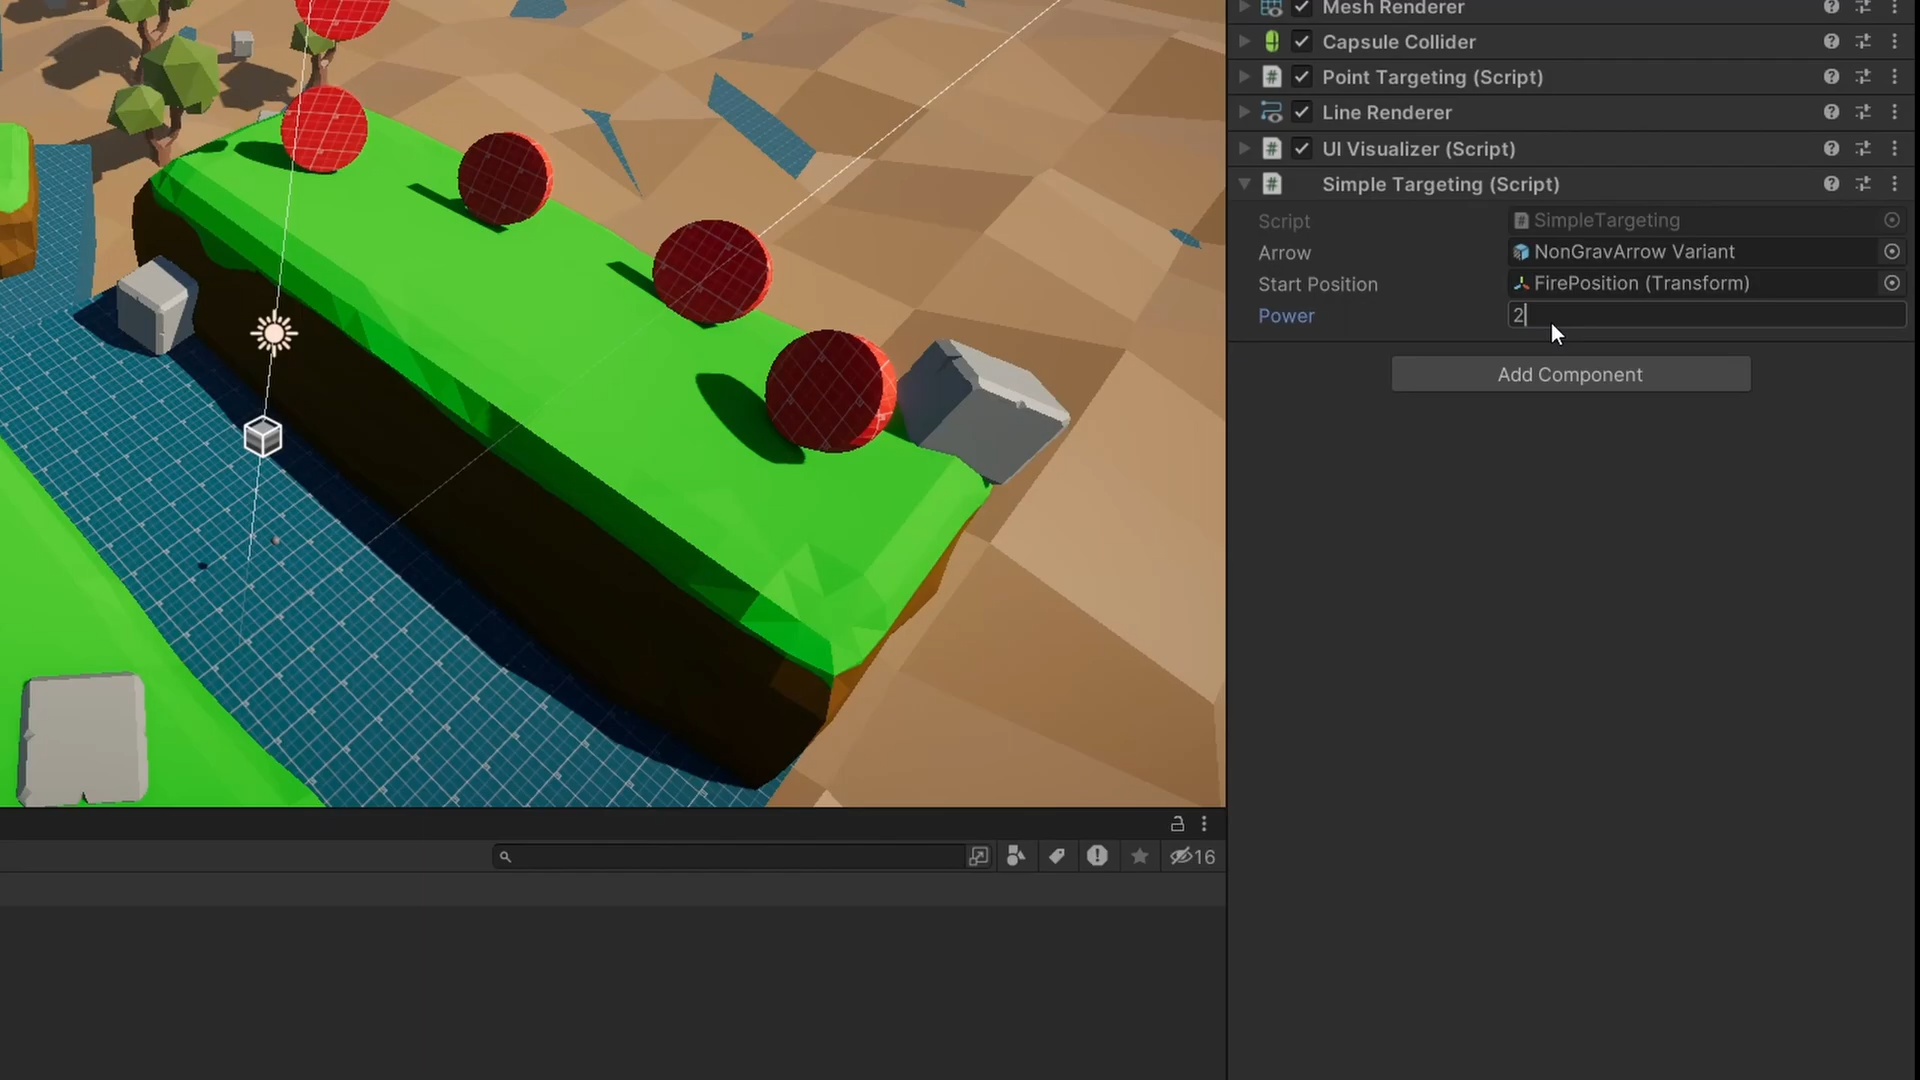 Mesh Renderer
Capsule Collider
Point Targeting (Script)
Line Renderer
UI Visualizer (Script)
Simple Targeting (Script)
Script SimpleTargeting
Arrow NonGravArrow Variant
Start Position FirePosition (Transform)
Power 2
Add Component
16